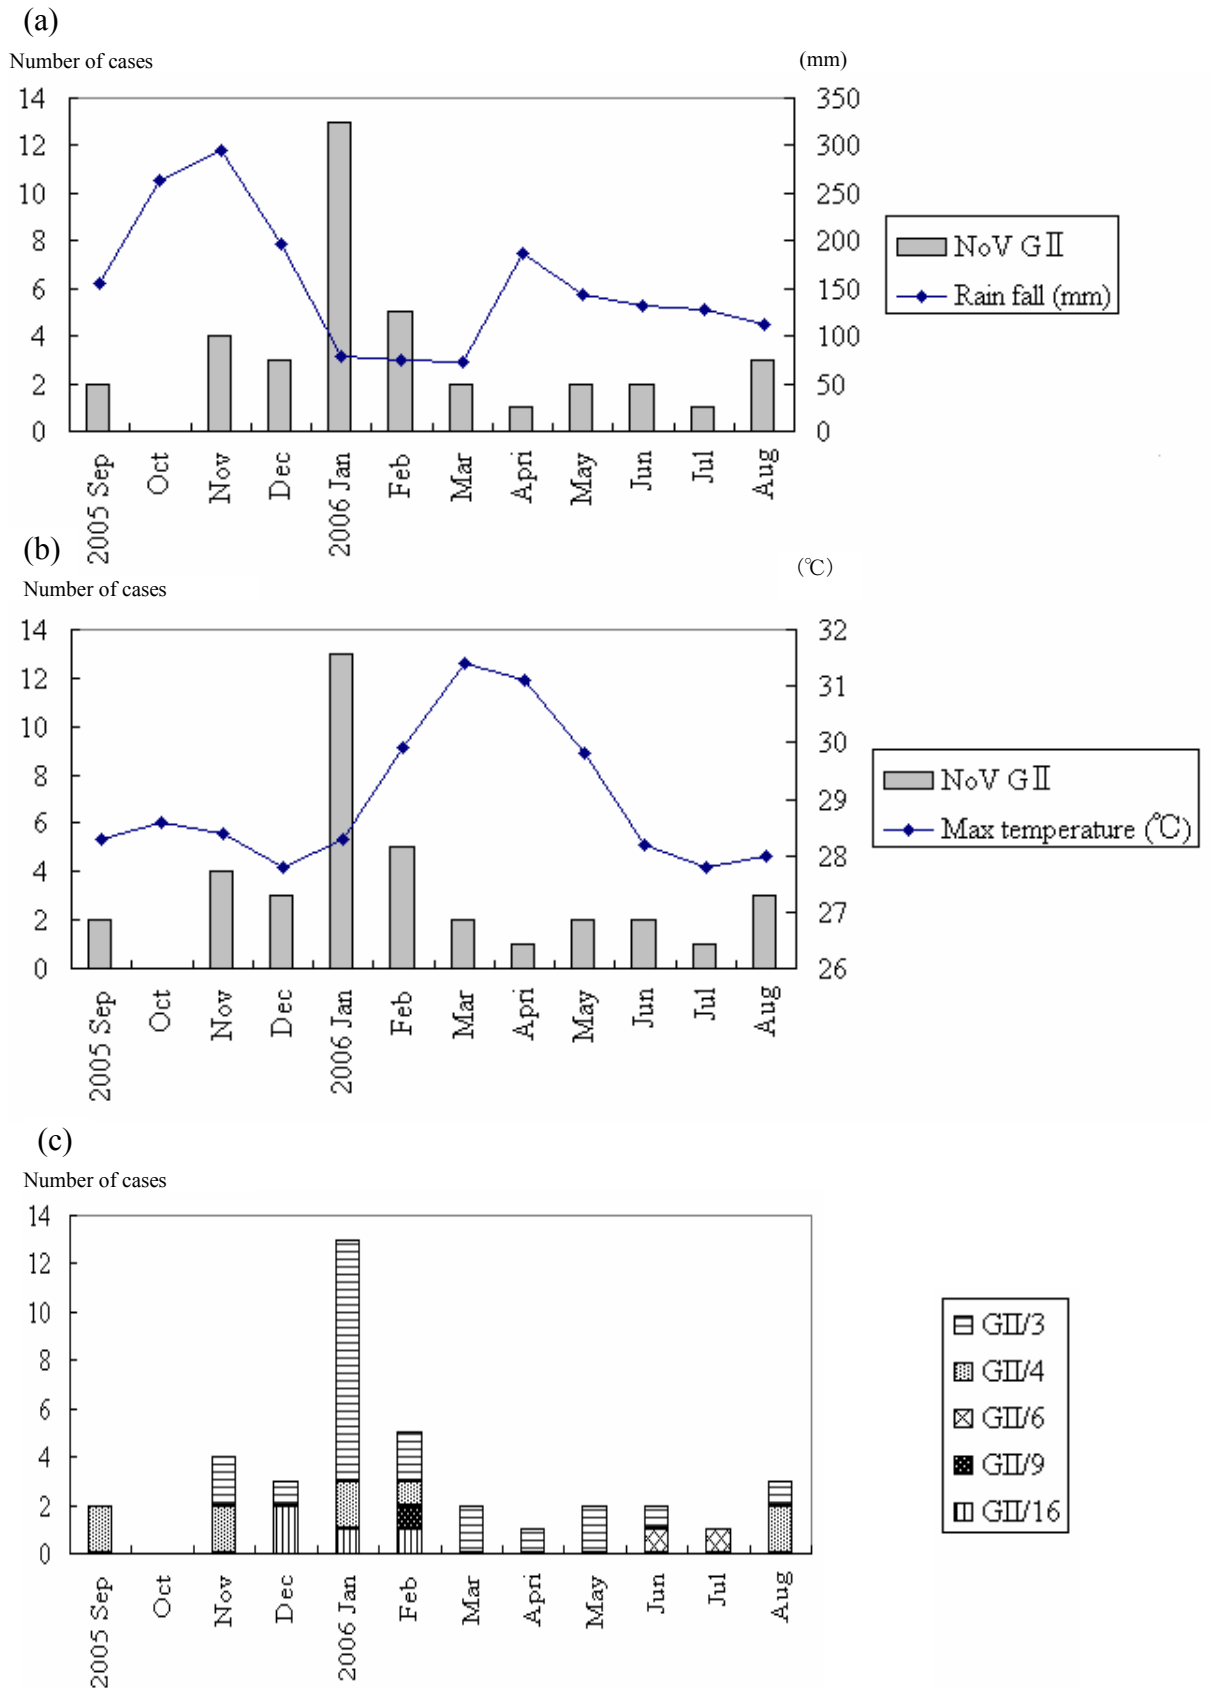 (a)
Number of cases
(mm)
14 350
12 300
10 250
8 200
6 150
4 100
2 50
0 0
NoV GⅡ
Rain fall (mm)
2005 Sep Oct Nov Dec 2006 Jan Feb Mar Apri May Jun Jul Aug
(b)
Number of cases
(℃)
14 32
12 31
10 30
8 29
6 28
4 27
2 26
0
NoV GⅡ
Max temperature (℃)
2005 Sep Oct Nov Dec 2006 Jan Feb Mar Apri May Jun Jul Aug
(c)
Number of cases
14
12
10
8
6
4
2
0
GⅡ/3
GⅡ/4
GⅡ/6
GⅡ/9
GⅡ/16
2005 Sep Oct Nov Dec 2006 Jan Feb Mar Apri May Jun Jul Aug